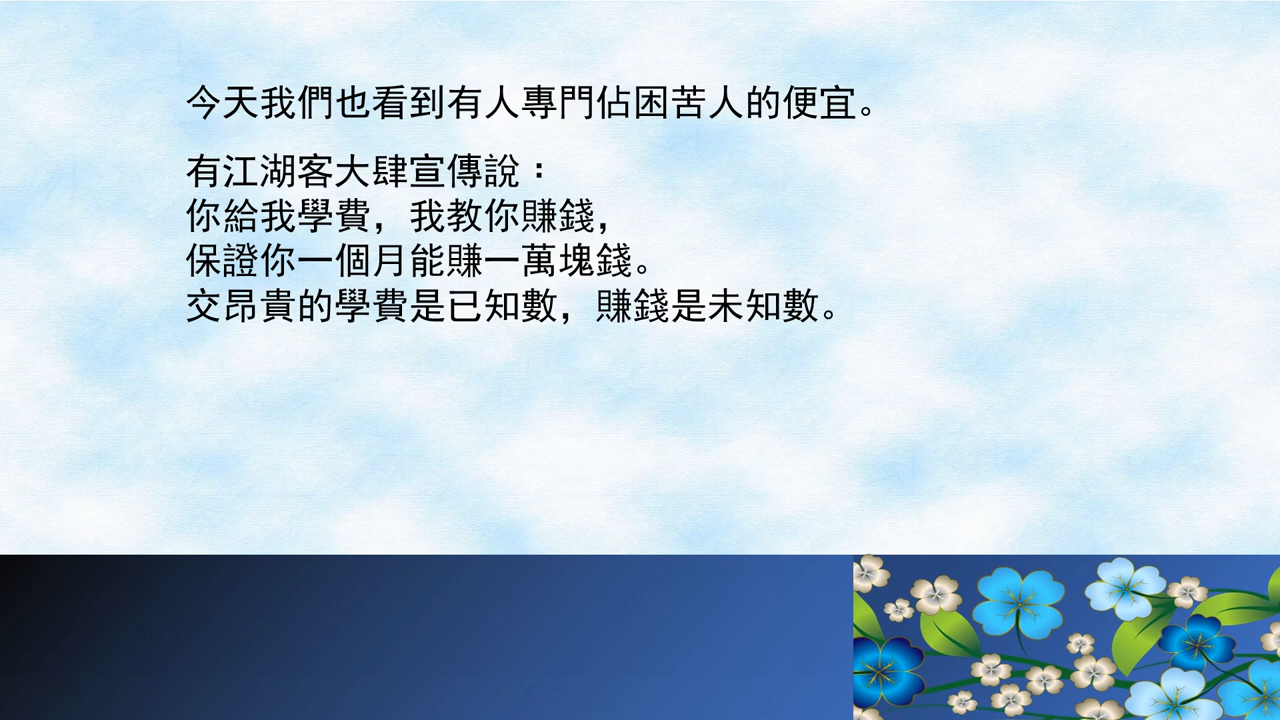 今天我們也看到有人專門佔困苦人的便宜。
有江湖客大肆宣傳說：
你給我學費，我教你賺錢，
保證你一個月能賺一萬塊錢。
交昂貴的學費是已知數，賺錢是未知數。